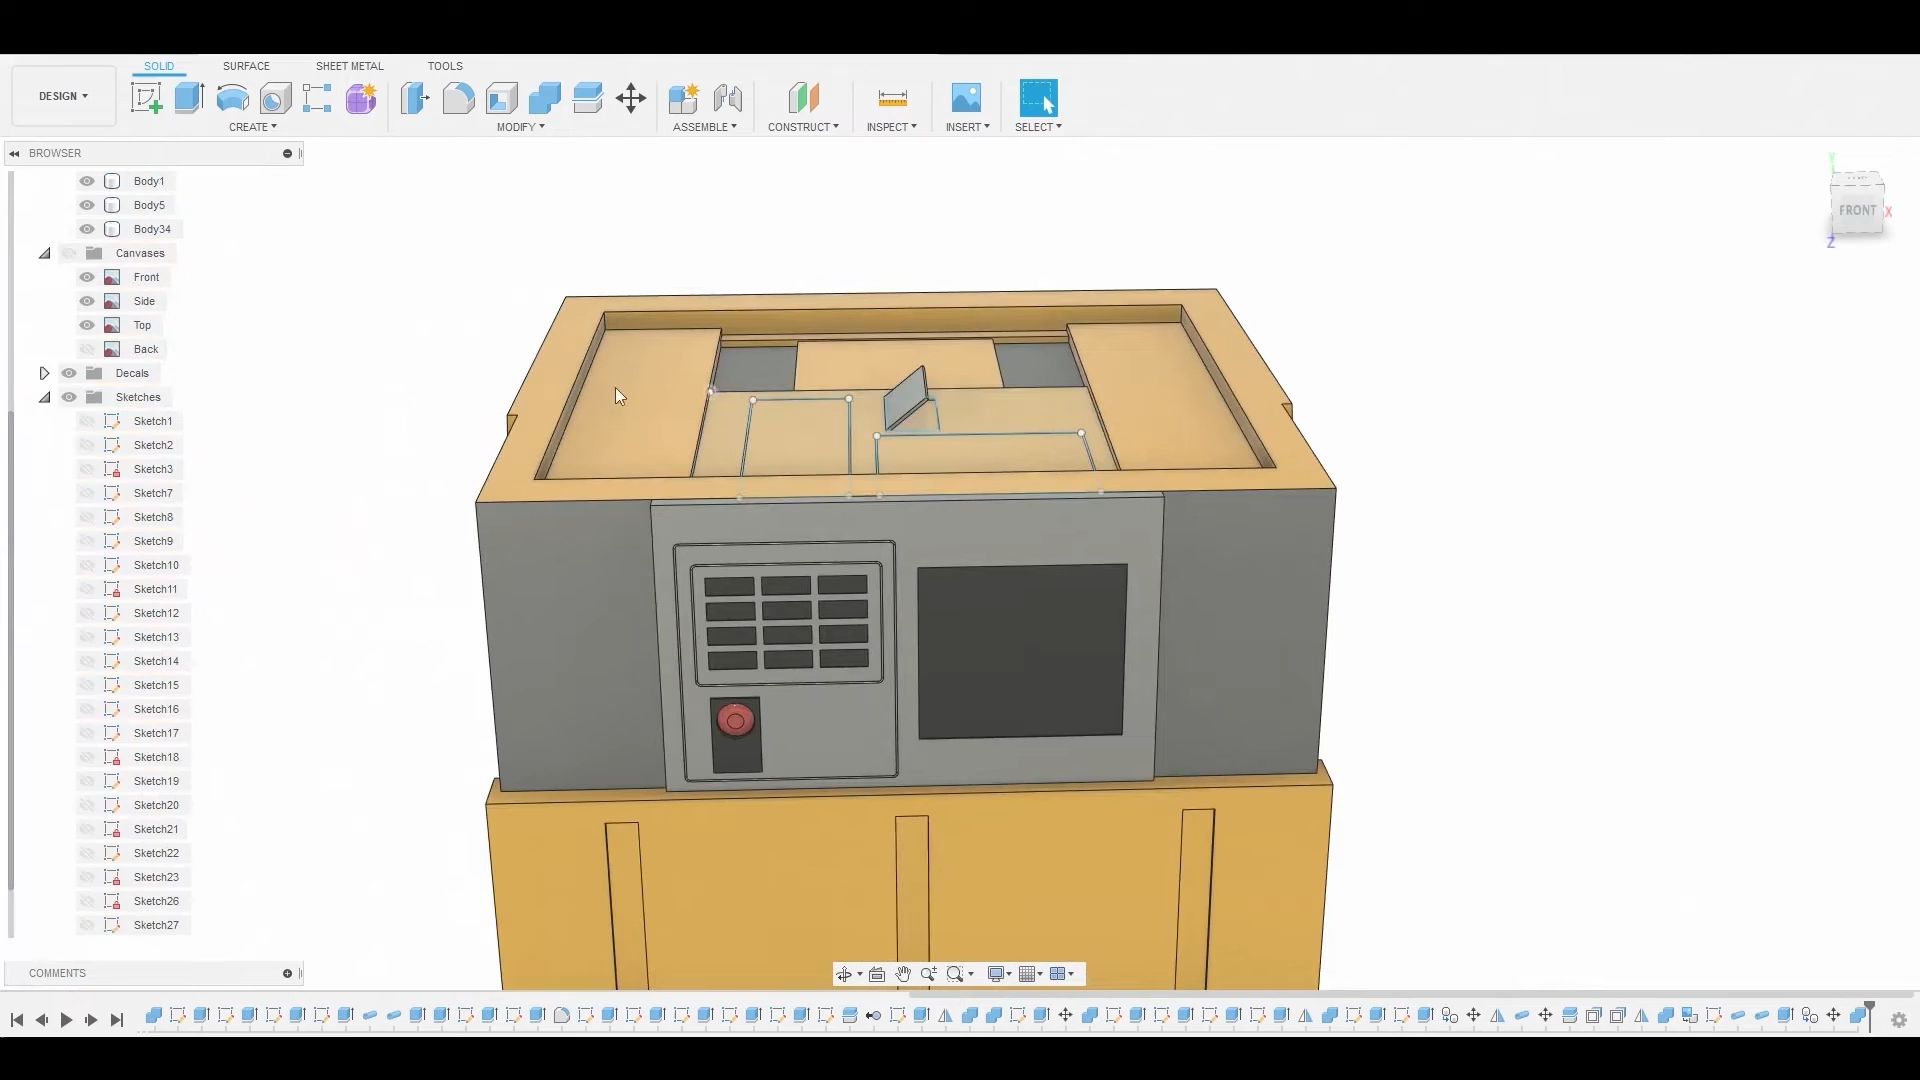 SOLID SURFACE SHEET METAL TOOLS
DESIGN
CREATE MODIFY ASSEMBLE CONSTRUCT INSPECT INSERT SELECT
BROWSER
Body1
Body5
Body34
Canvases
Front
Side
Top
Back
Decals
Sketches
Sketch1
Sketch2
Sketch3
Sketch7
Sketch8
Sketch9
Sketch10
Sketch11
Sketch12
Sketch13
Sketch14
Sketch15
Sketch16
Sketch17
Sketch18
Sketch19
Sketch20
Sketch21
Sketch22
Sketch23
Sketch26
Sketch27
COMMENTS
Y
FRONT
X
Z